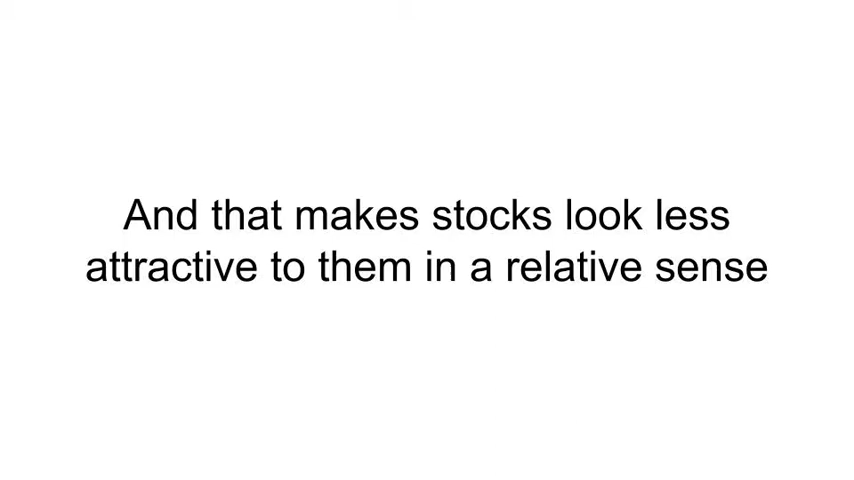 And that makes stocks look less
attractive to them in a relative sense